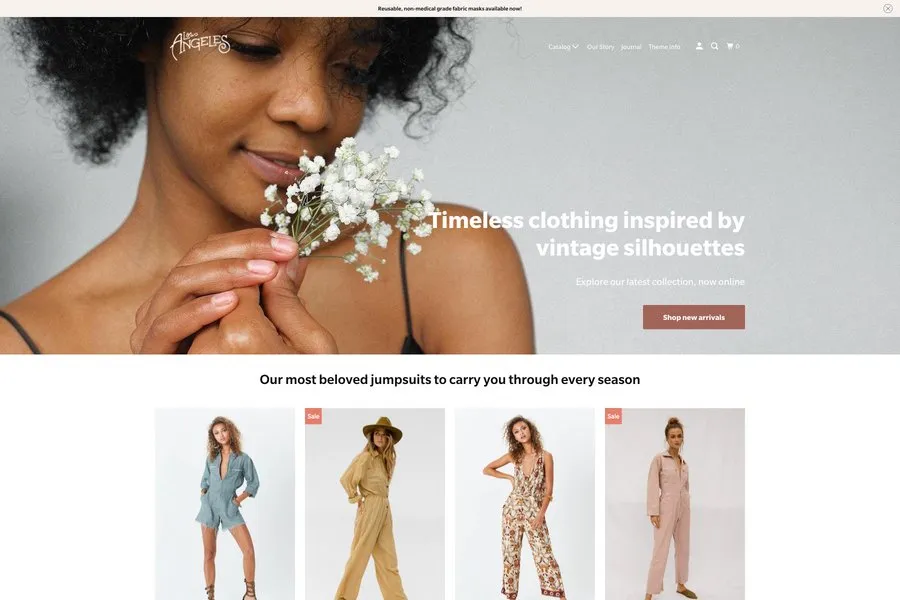 Reusable, non-medical grade fabric masks available now!
Los
ANGELES
Catalog Our Story Journal Theme Info 0
Timeless clothing inspired by
vintage silhouettes
Explore our latest collection, now online
Shop new arrivals
Our most beloved jumpsuits to carry you through every season
Sale
Sale